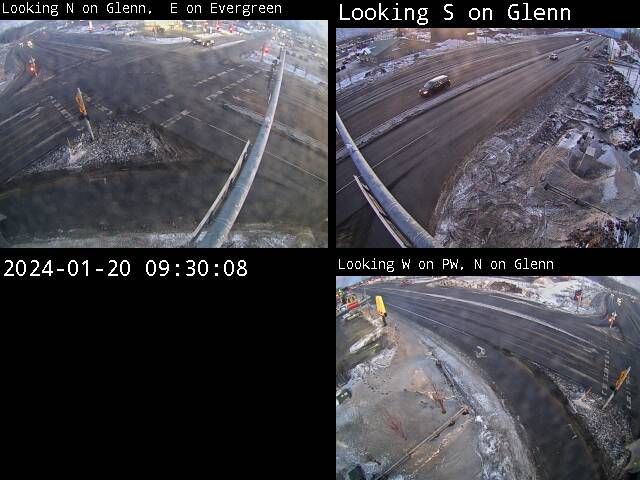 Looking N on Glenn,  E on Evergreen
Looking S on Glenn
2024-01-20 09:30:08
Looking W on PW, N on Glenn